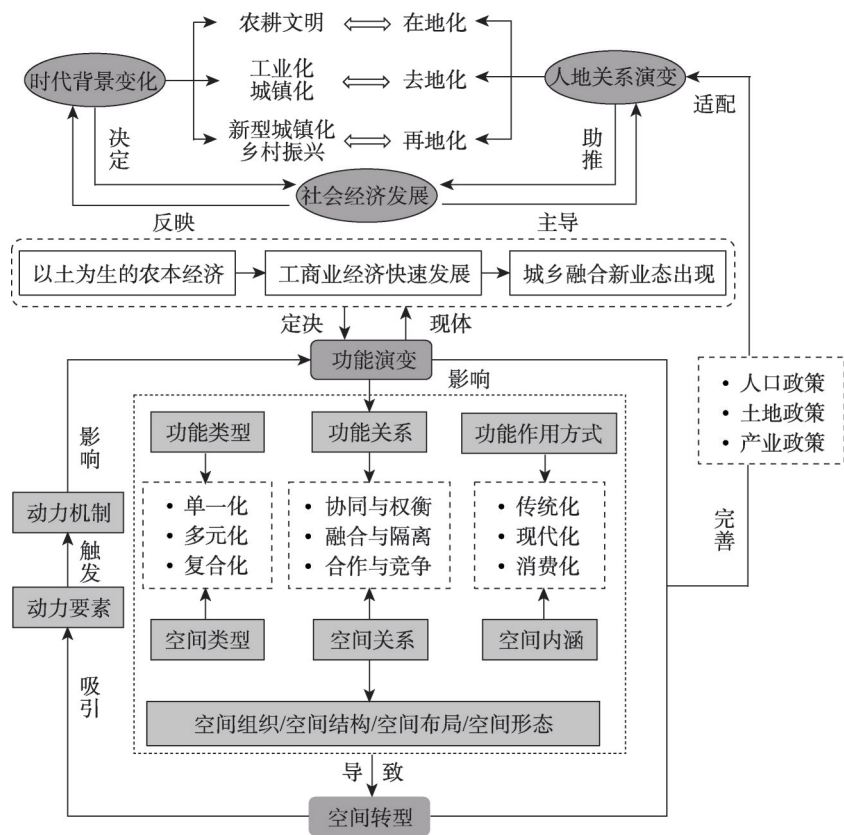 农耕文明
在地化
时代背景变化
工业化
城镇化
去地化
人地关系演变
适配
新型城镇化
乡村振兴
再地化
决定
助推
社会经济发展
反映
主导
以土为生的农本经济
工商业经济快速发展
城乡融合新业态出现
定决
现体
功能演变
影响
• 人口政策
• 土地政策
• 产业政策
功能类型
功能关系
功能作用方式
影响
• 单一化
• 多元化
• 复合化
• 协同与权衡
• 融合与隔离
• 合作与竞争
• 传统化
• 现代化
• 消费化
动力机制
完善
触发
动力要素
空间类型
空间关系
空间内涵
吸引
空间组织/空间结构/空间布局/空间形态
导 致
空间转型